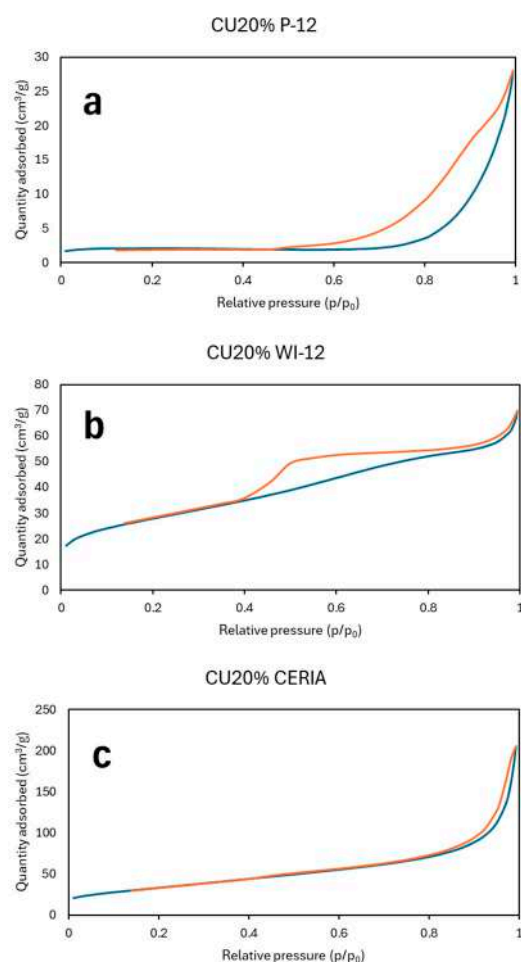 CU20% P-12
Quantity adsorbed (cm³/g)
30
25
20
15
10
5
0
a
0 0.2 0.4 0.6 0.8 1
Relative pressure (p/p₀)
CU20% WI-12
Quantity adsorbed (cm³/g)
80
70
60
50
40
30
20
10
0
b
0 0.2 0.4 0.6 0.8 1
Relative pressure (p/p₀)
CU20% CERIA
Quantity adsorbed (cm³/g)
250
200
150
100
50
0
c
0 0.2 0.4 0.6 0.8 1
Relative pressure (p/p₀)